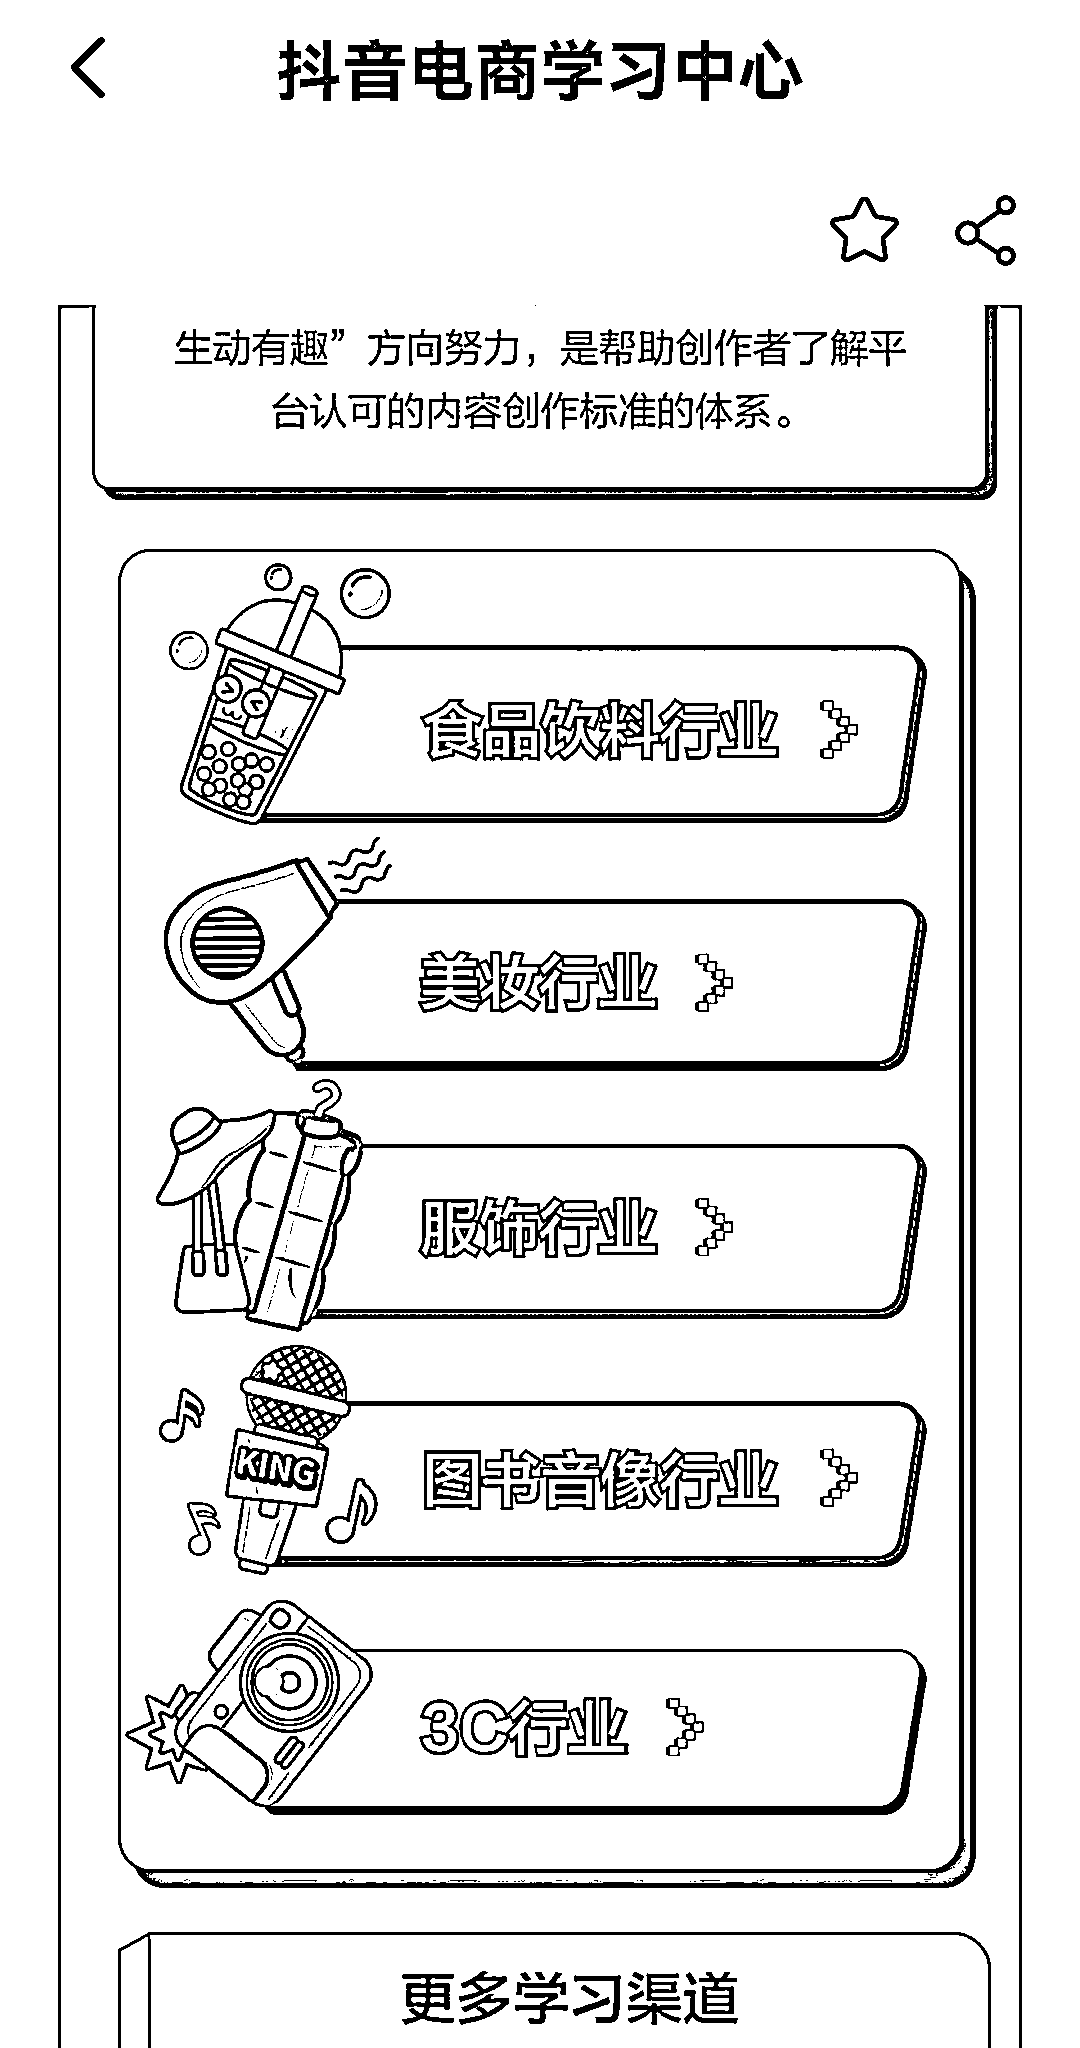 抖音电商学习中心
生动有趣”方向努力，是帮助创作者了解平
台认可的内容创作标准的体系。
食品饮料行业
美妆行业
服饰行业
KING
图书音像行业
3C行业
更多学习渠道